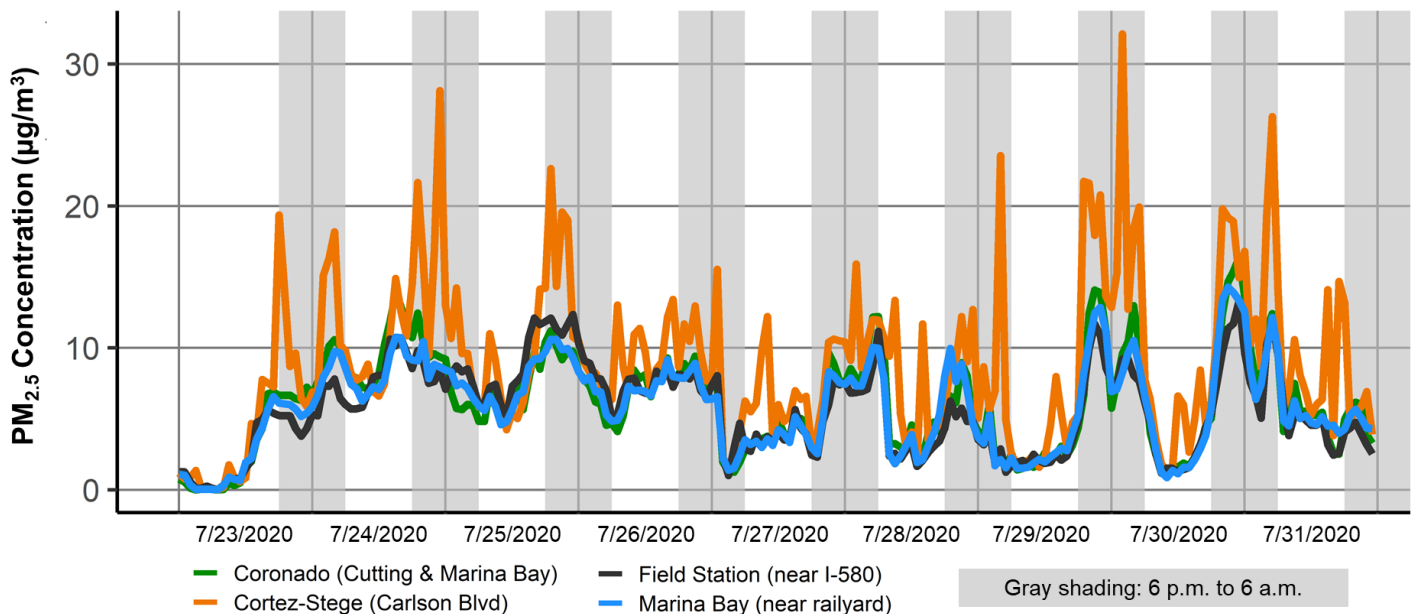 PM2.5 Concentration (µg/m³)
30
20
10
0
7/23/2020 7/24/2020 7/25/2020 7/26/2020 7/27/2020 7/28/2020 7/29/2020 7/30/2020 7/31/2020
Coronado (Cutting & Marina Bay) Field Station (near I-580)
Cortez-Stege (Carlson Blvd) Marina Bay (near railyard)
Gray shading: 6 p.m. to 6 a.m.